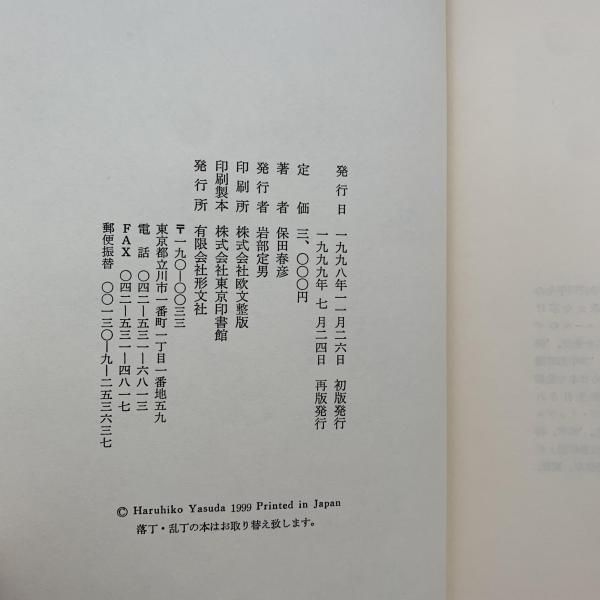 発行日 一九九八年一一月二六日 初版発行
一九九九年 七月二四日 再版発行
定価 三、〇〇〇円
著者 保田春彦
発行者 岩部定男
印刷所 株式会社欧文整版
印刷製本 株式会社東京印書館
発行所 有限会社形文社
〒一九〇―〇〇三三
東京都立川市一番町一丁目一番地五九
電話 〇四二―五三一―六八一三
FAX 〇四二―五三一―四八一七
郵便振替 〇〇一三〇―九―二五三六三七
© Haruhiko Yasuda 1999 Printed in Japan
落丁・乱丁の本はお取り替え致します。